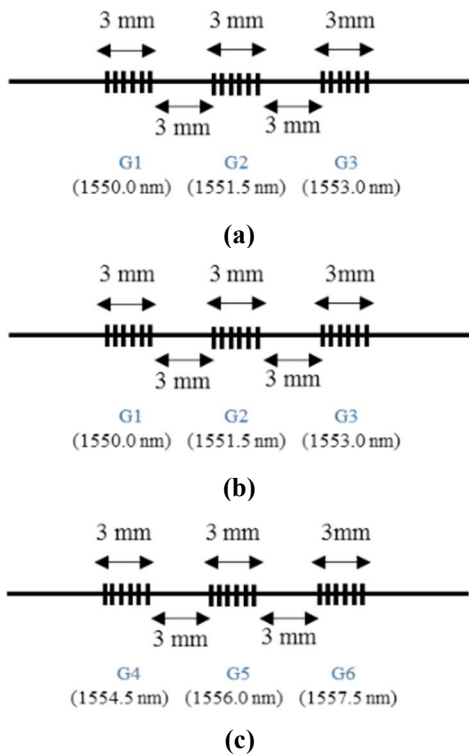 3 mm 3 mm 3mm
3 mm 3 mm
G1 G2 G3
(1550.0 nm) (1551.5 nm) (1553.0 nm)
(a)
3 mm 3 mm 3mm
3 mm 3 mm
G1 G2 G3
(1550.0 nm) (1551.5 nm) (1553.0 nm)
(b)
3 mm 3 mm 3mm
3 mm 3 mm
G4 G5 G6
(1554.5 nm) (1556.0 nm) (1557.5 nm)
(c)